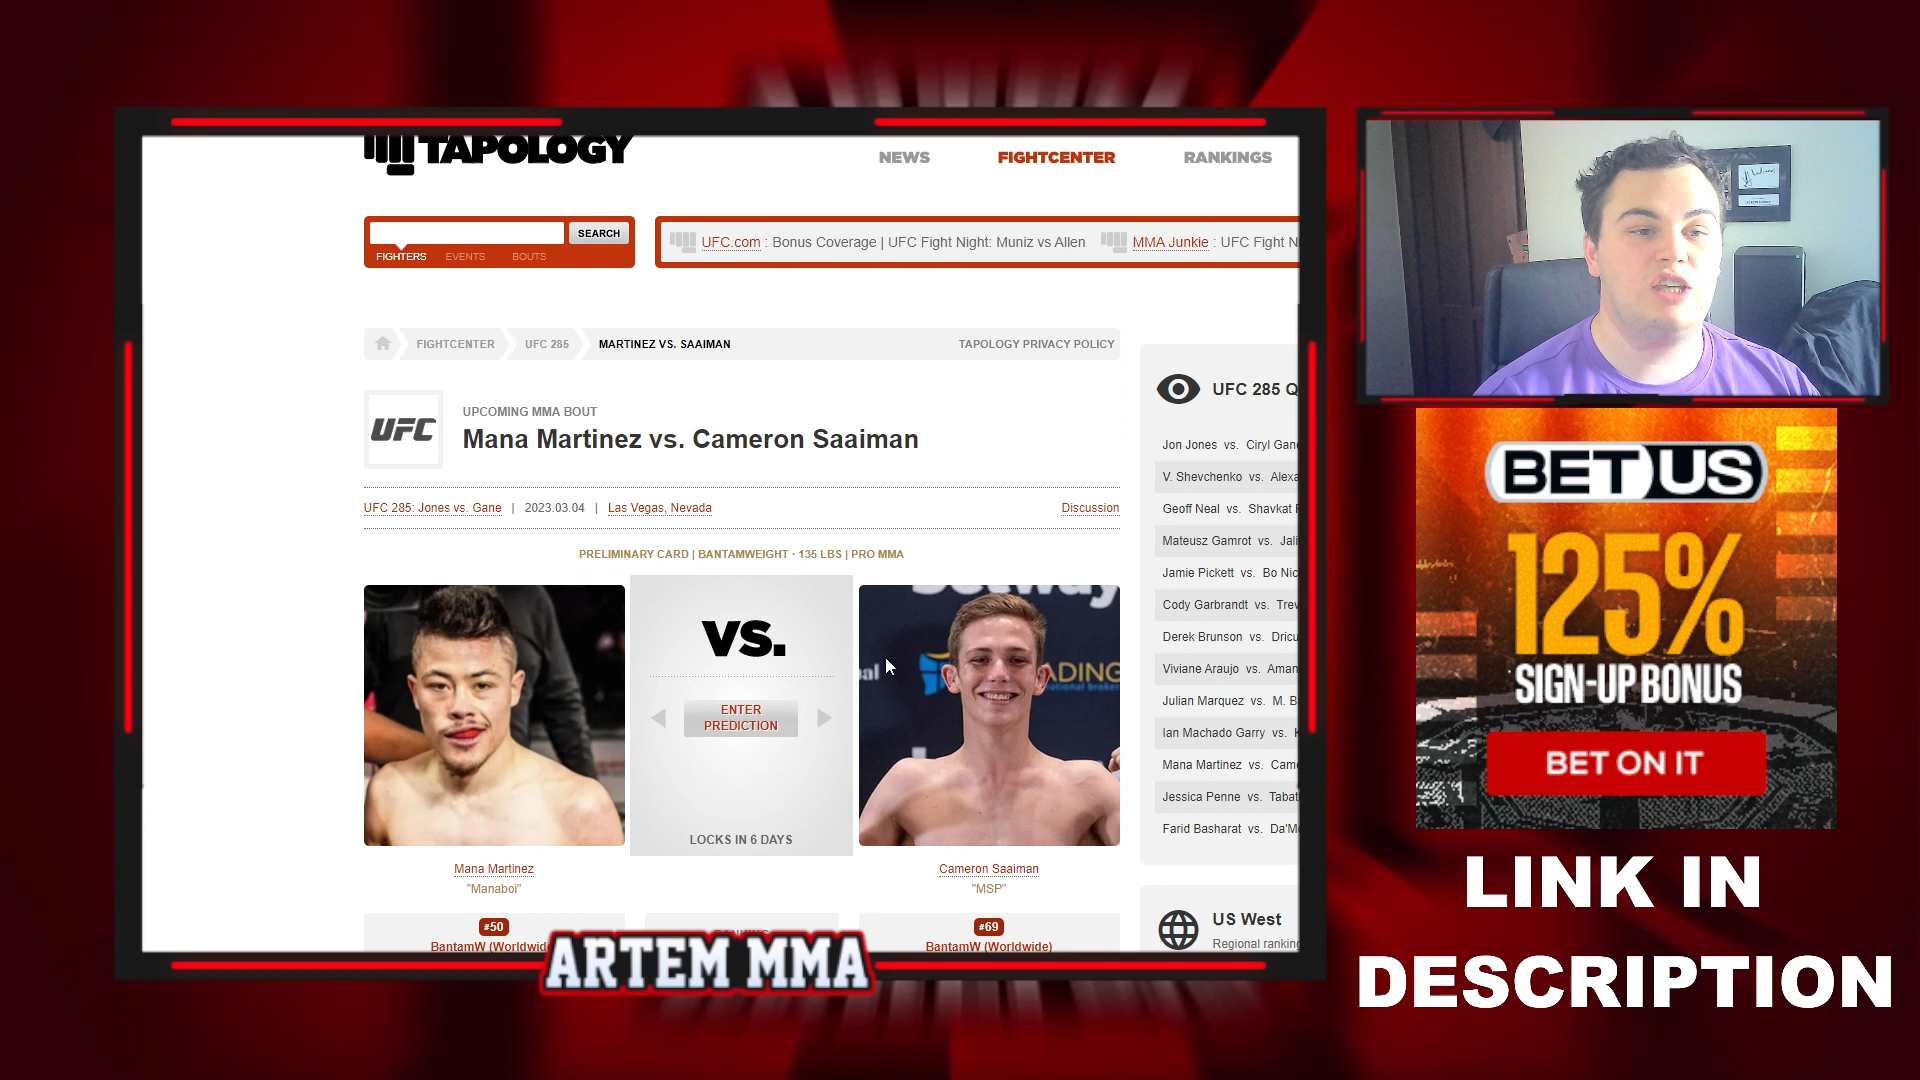 TAPOLOGY
NEWS
FIGHTCENTER
RANKINGS
SEARCH
FIGHTERS
EVENTS
BOUTS
UFC.com : Bonus Coverage | UFC Fight Night: Muniz vs Allen
MMA Junkie : UFC Fight N
FIGHTCENTER
UFC 285
MARTINEZ VS. SAAIMAN
TAPOLOGY PRIVACY POLICY
UFC
UPCOMING MMA BOUT
Mana Martinez vs. Cameron Saaiman
UFC 285: Jones vs. Gane | 2023.03.04 | Las Vegas, Nevada
Discussion
PRELIMINARY CARD | BANTAMWEIGHT · 135 LBS | PRO MMA
VS.
ENTER
PREDICTION
LOCKS IN 6 DAYS
Mana Martinez
"Manaboi"
#50
BantamW (Worldwide
Cameron Saaiman
"MSP"
#69
BantamW (Worldwide)
UFC 285 Q
Jon Jones vs. Ciryl Gane
V. Shevchenko vs. Alexa
Geoff Neal vs. Shavkat
Mateusz Gamrot vs. Jali
Jamie Pickett vs. Bo Nic
Cody Garbrandt vs. Trev
Derek Brunson vs. Dricu
Viviane Araujo vs. Aman
Julian Marquez vs. M. B
Ian Machado Garry vs.
Mana Martinez vs. Came
Jessica Penne vs. Tabat
Farid Basharat vs. Da'M
US West
Regional ranking
ARTEM MMA
BETUS
125%
SIGN-UP BONUS
BET ON IT
LINK IN
DESCRIPTION